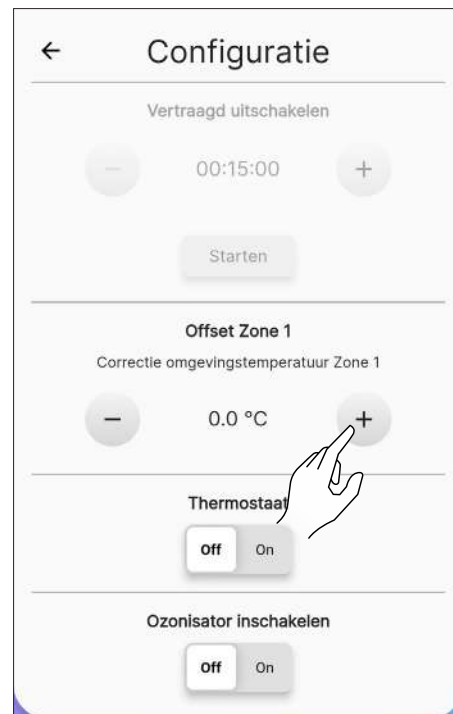 Configuratie
Vertraagd uitschakelen
− 00:15:00 +
Starten
Offset Zone 1
Correctie omgevingstemperatuur Zone 1
− 0.0 °C +
Thermostaat
Off On
Ozonisator inschakelen
Off On